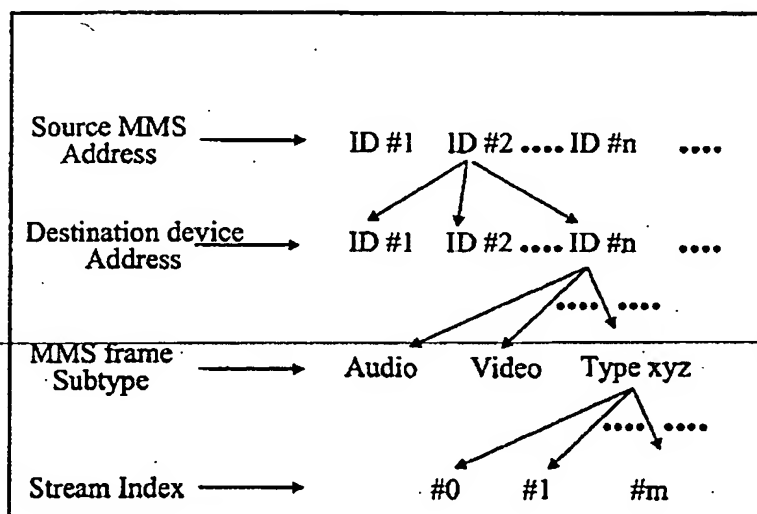 Source MMS
Address
ID #1 ID #2 .... ID #n ....
Destination device
Address
ID #1 ID #2 .... ID #n ....
.... ....
MMS frame
Subtype
Audio Video Type xyz
.... ....
Stream Index
#0 #1 #m